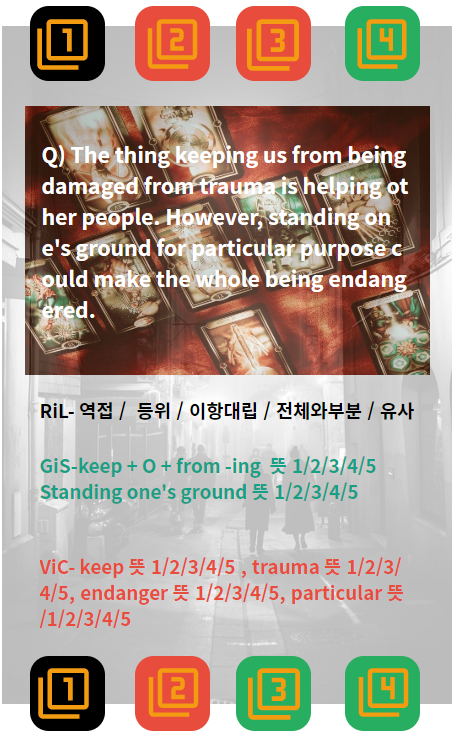 1 2 3 4
Q) The thing keeping us from being
damaged from trauma is helping ot
her people. However, standing on
e's ground for particular purpose c
ould make the whole being endang
ered.
RiL- 역접 / 등위 / 이항대립 / 전체와부분 / 유사
GiS-keep + O + from -ing 뜻 1/2/3/4/5
Standing one's ground 뜻 1/2/3/4/5
ViC- keep 뜻 1/2/3/4/5 , trauma 뜻 1/2/3/
4/5, endanger 뜻 1/2/3/4/5, particular 뜻
/1/2/3/4/5
1 2 3 4